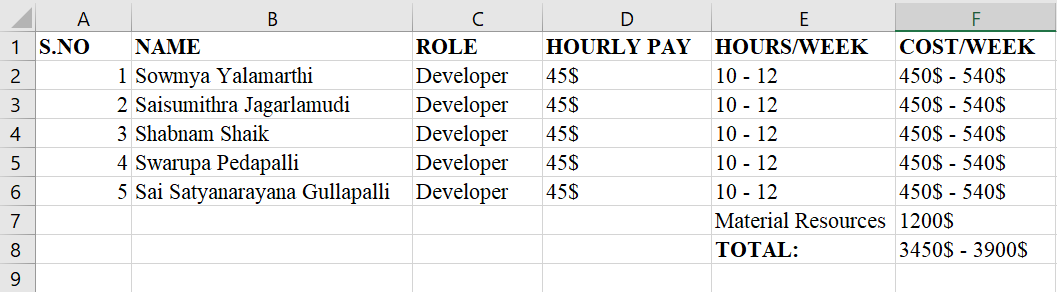 A B C D E F
1 S.NO NAME ROLE HOURLY PAY HOURS/WEEK COST/WEEK
2 1 Sowmya Yalamarthi Developer 45$ 10 - 12 450$ - 540$
3 2 Saisumithra Jagarlamudi Developer 45$ 10 - 12 450$ - 540$
4 3 Shabnam Shaik Developer 45$ 10 - 12 450$ - 540$
5 4 Swarupa Pedapalli Developer 45$ 10 - 12 450$ - 540$
6 5 Sai Satyanarayana Gullapalli Developer 45$ 10 - 12 450$ - 540$
7 Material Resources 1200$
8 TOTAL: 3450$ - 3900$
9